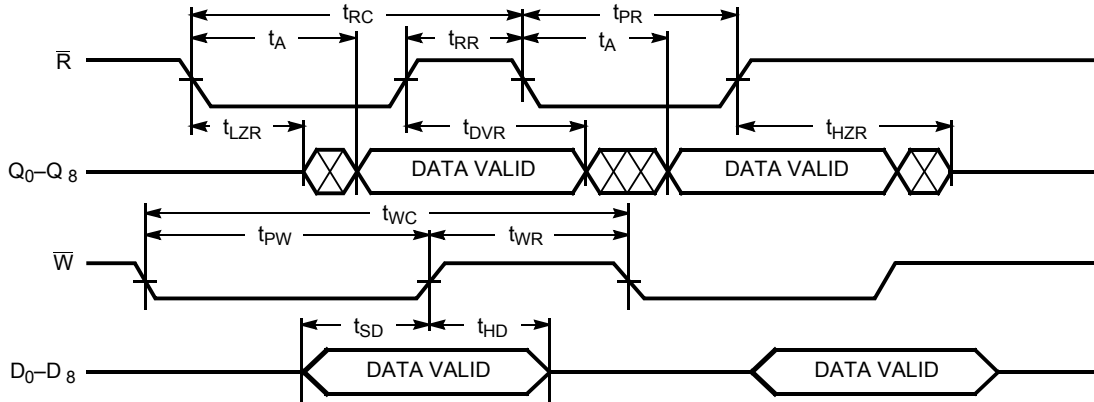 tRC
tPR
tA
tRR
tA
R̅
tLZR
tDVR
tHZR
Q0–Q8
DATA VALID
DATA VALID
tWC
tPW
tWR
W̅
tSD
tHD
D0–D8
DATA VALID
DATA VALID